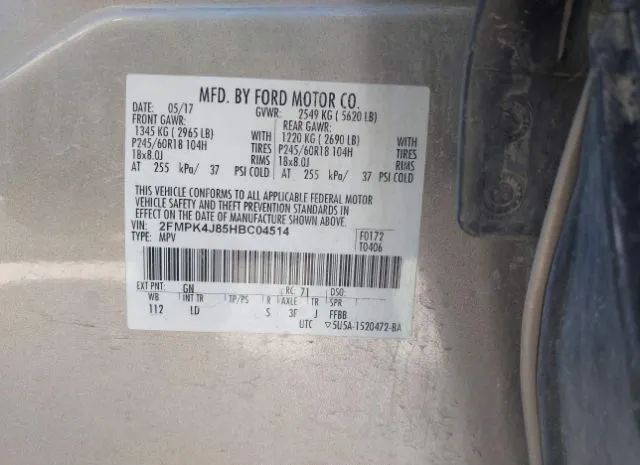 MFD. BY FORD MOTOR CO.
DATE: 05/17 GVWR: 2549 KG ( 5620 LB)
FRONT GAWR: REAR GAWR:
1345 KG ( 2965 LB) WITH 1220 KG ( 2690 LB) WITH
P245/60R18 104H TIRES P245/60R18 104H TIRES
18x8.0J RIMS 18x8.0J RIMS
AT 255 kPa/ 37 PSI COLD AT 255 kPa/ 37 PSI COLD
THIS VEHICLE CONFORMS TO ALL APPLICABLE FEDERAL MOTOR
VEHICLE SAFETY AND THEFT PREVENTION STANDARDS IN
EFFECT ON THE DATE OF MANUFACTURE SHOWN ABOVE.
VIN: 2FMPK4J85HBC04514 F0172
TYPE: MPV T0406
EXT PNT: GN RC: 71 DSO:
WB INT TR TP/PS R AXLE TR SPR
112 LD S 3F J FFBB
UTC ▽5U5A-1520472-BA